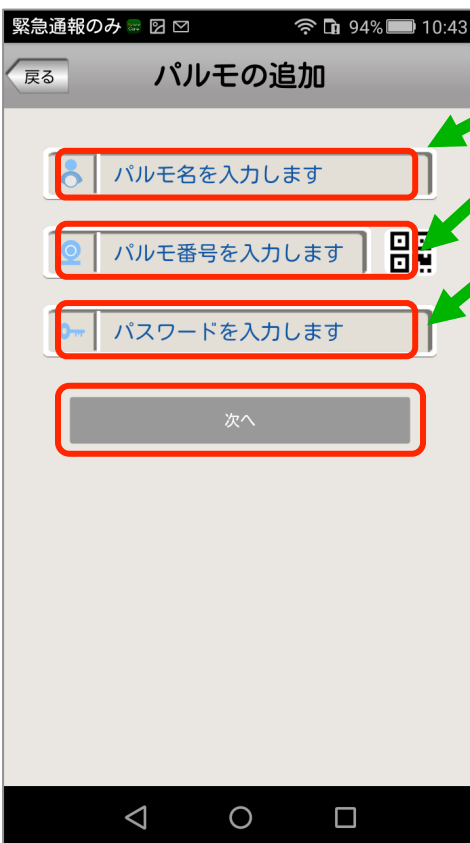 緊急通報のみ 94% 10:43
戻る パルモの追加
パルモ名を入力します
パルモ番号を入力します
パスワードを入力します
次へ